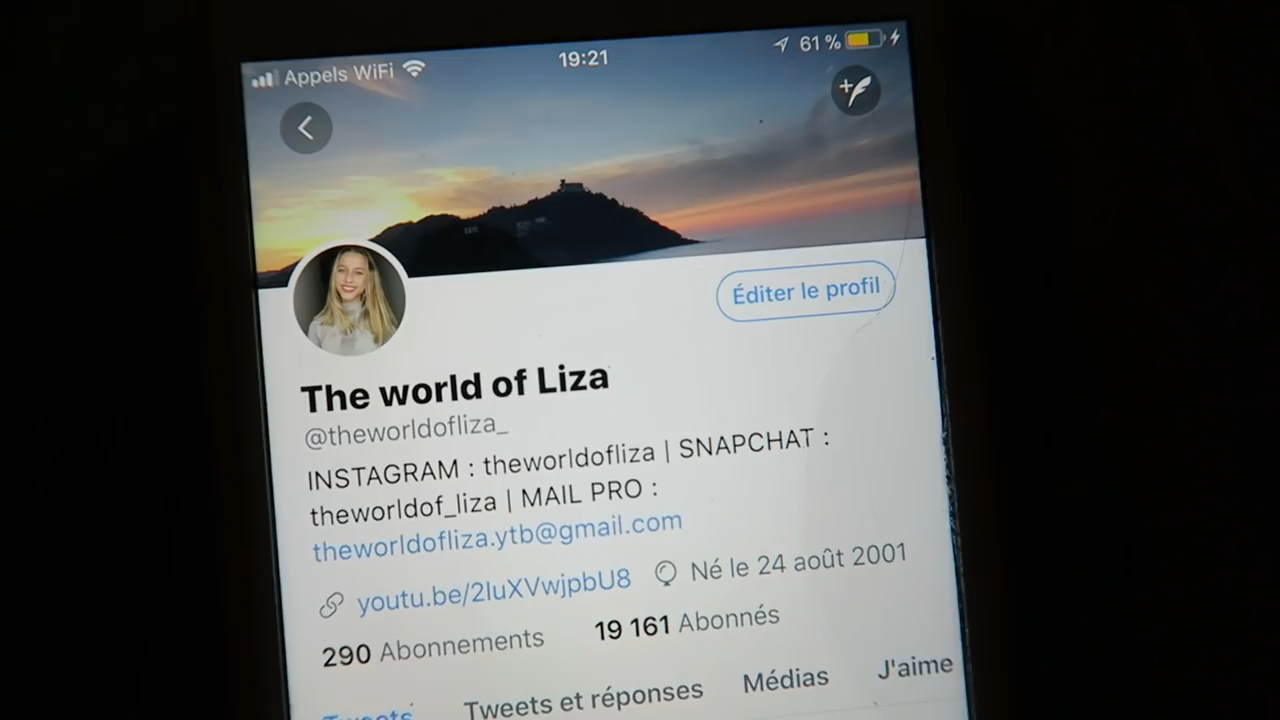 Appels WiFi 19:21 61 %
Éditer le profil
The world of Liza
@theworldofliza_
INSTAGRAM : theworldofliza | SNAPCHAT :
theworldof_liza | MAIL PRO :
theworldofliza.ytb@gmail.com
youtu.be/2luXVwjpbU8 Né le 24 août 2001
290 Abonnements 19 161 Abonnés
Tweets Tweets et réponses Médias J'aime